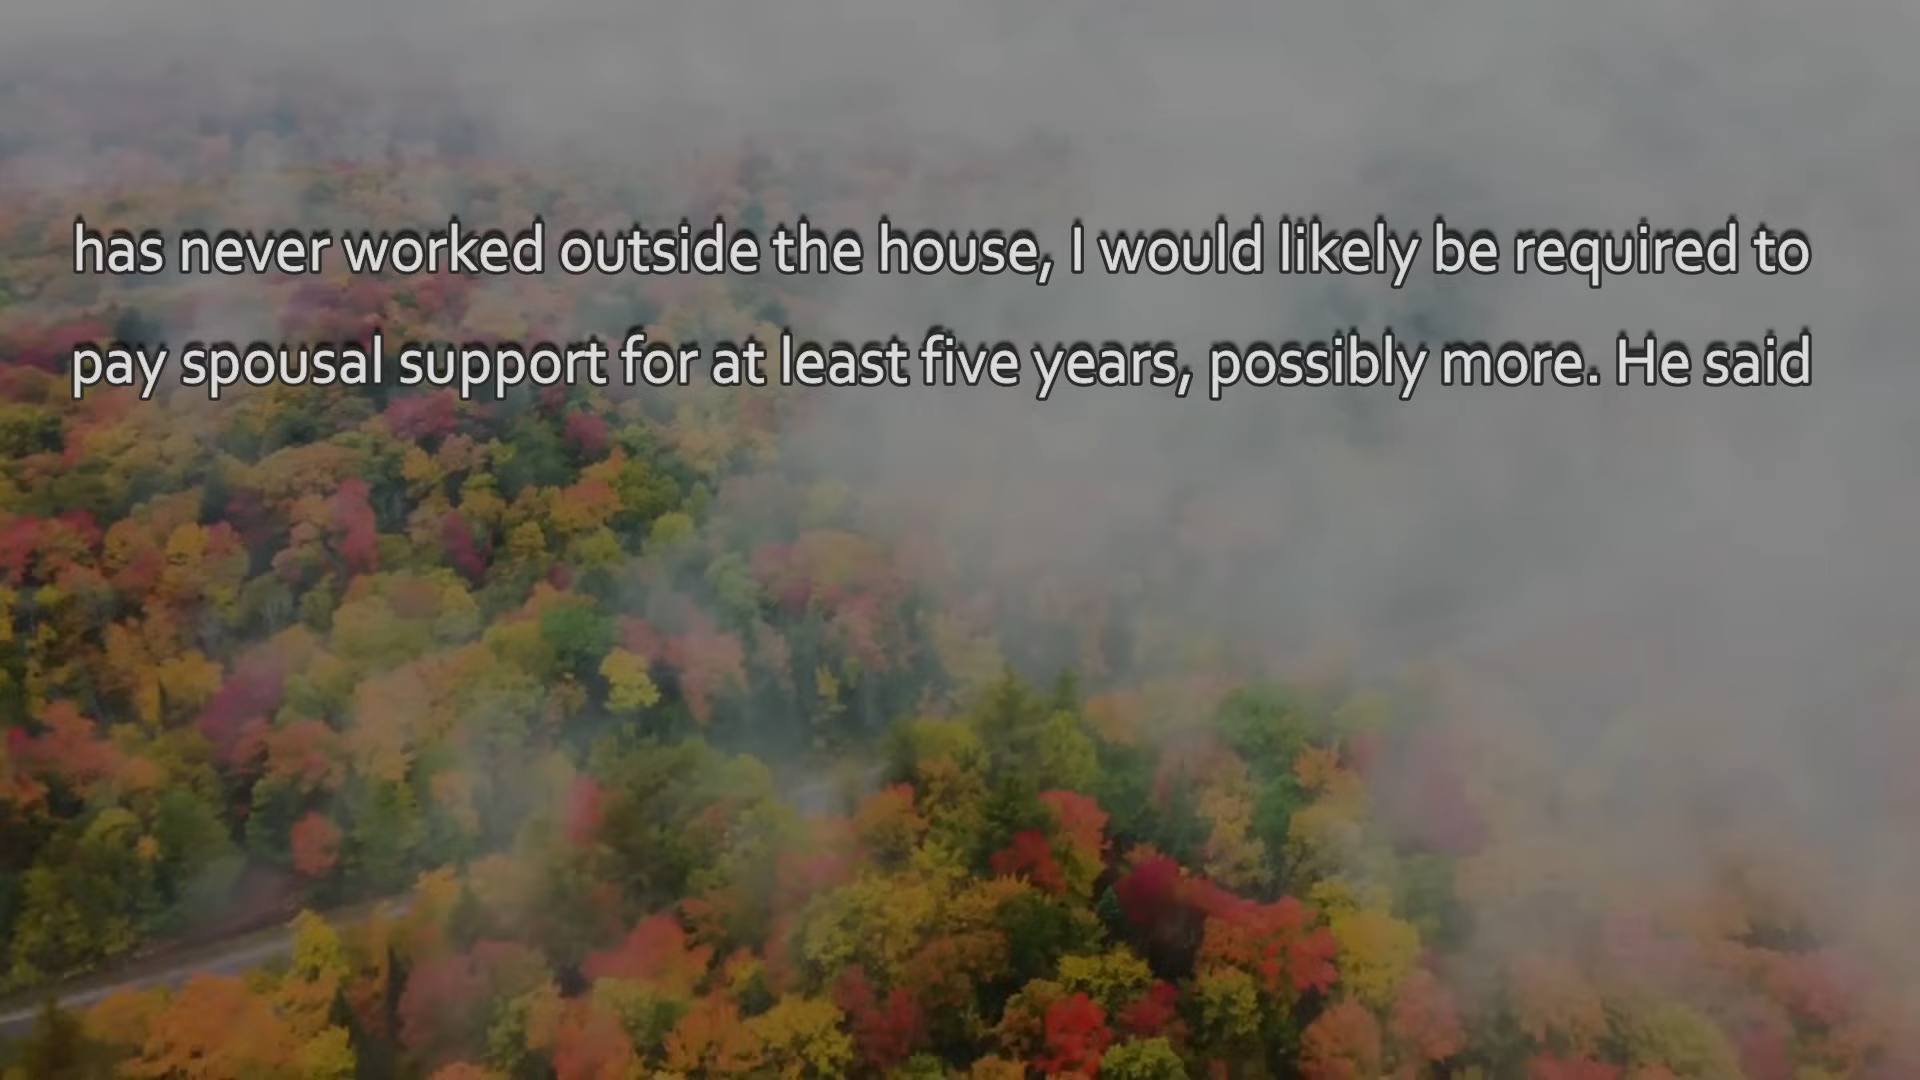 has never worked outside the house, I would likely be required to
pay spousal support for at least five years, possibly more. He said